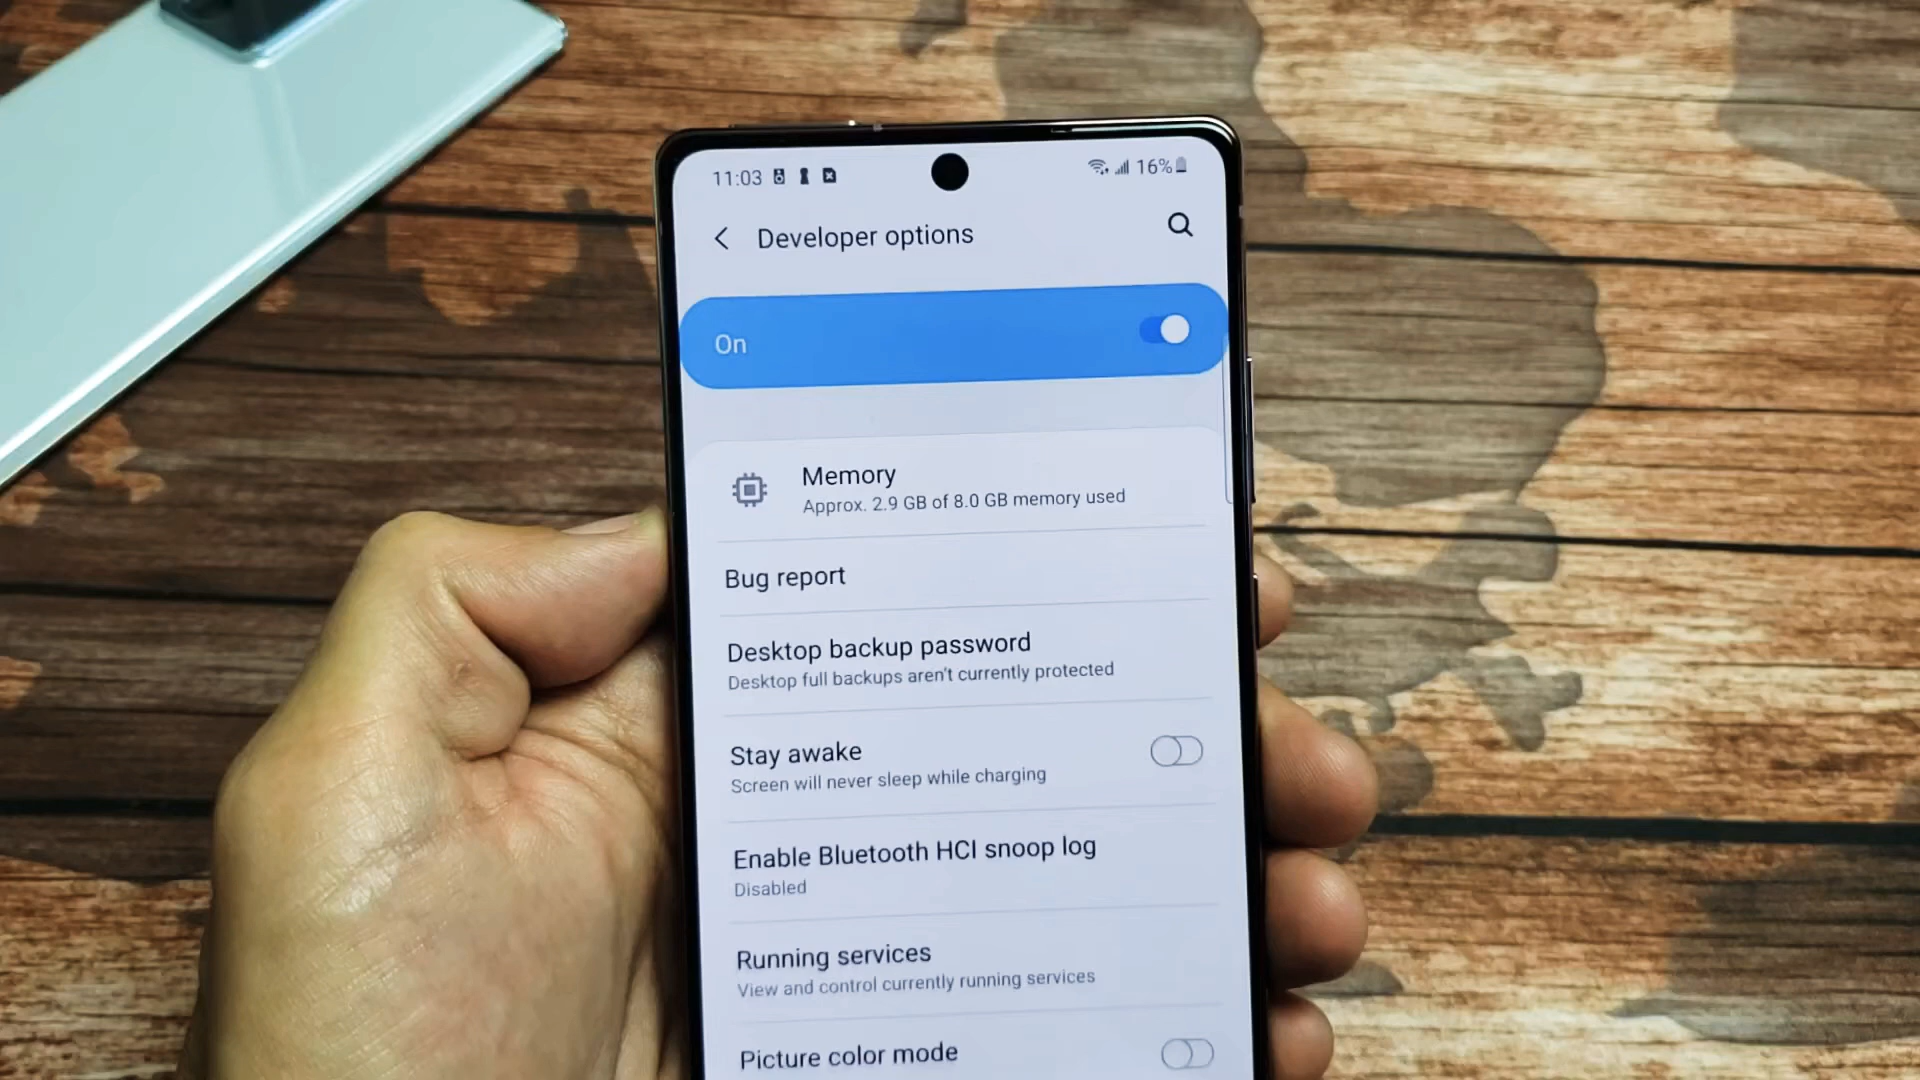 11:03
16%
Developer options
On
Memory
Approx. 2.9 GB of 8.0 GB memory used
Bug report
Desktop backup password
Desktop full backups aren't currently protected
Stay awake
Screen will never sleep while charging
Enable Bluetooth HCI snoop log
Disabled
Running services
View and control currently running services
Picture color mode